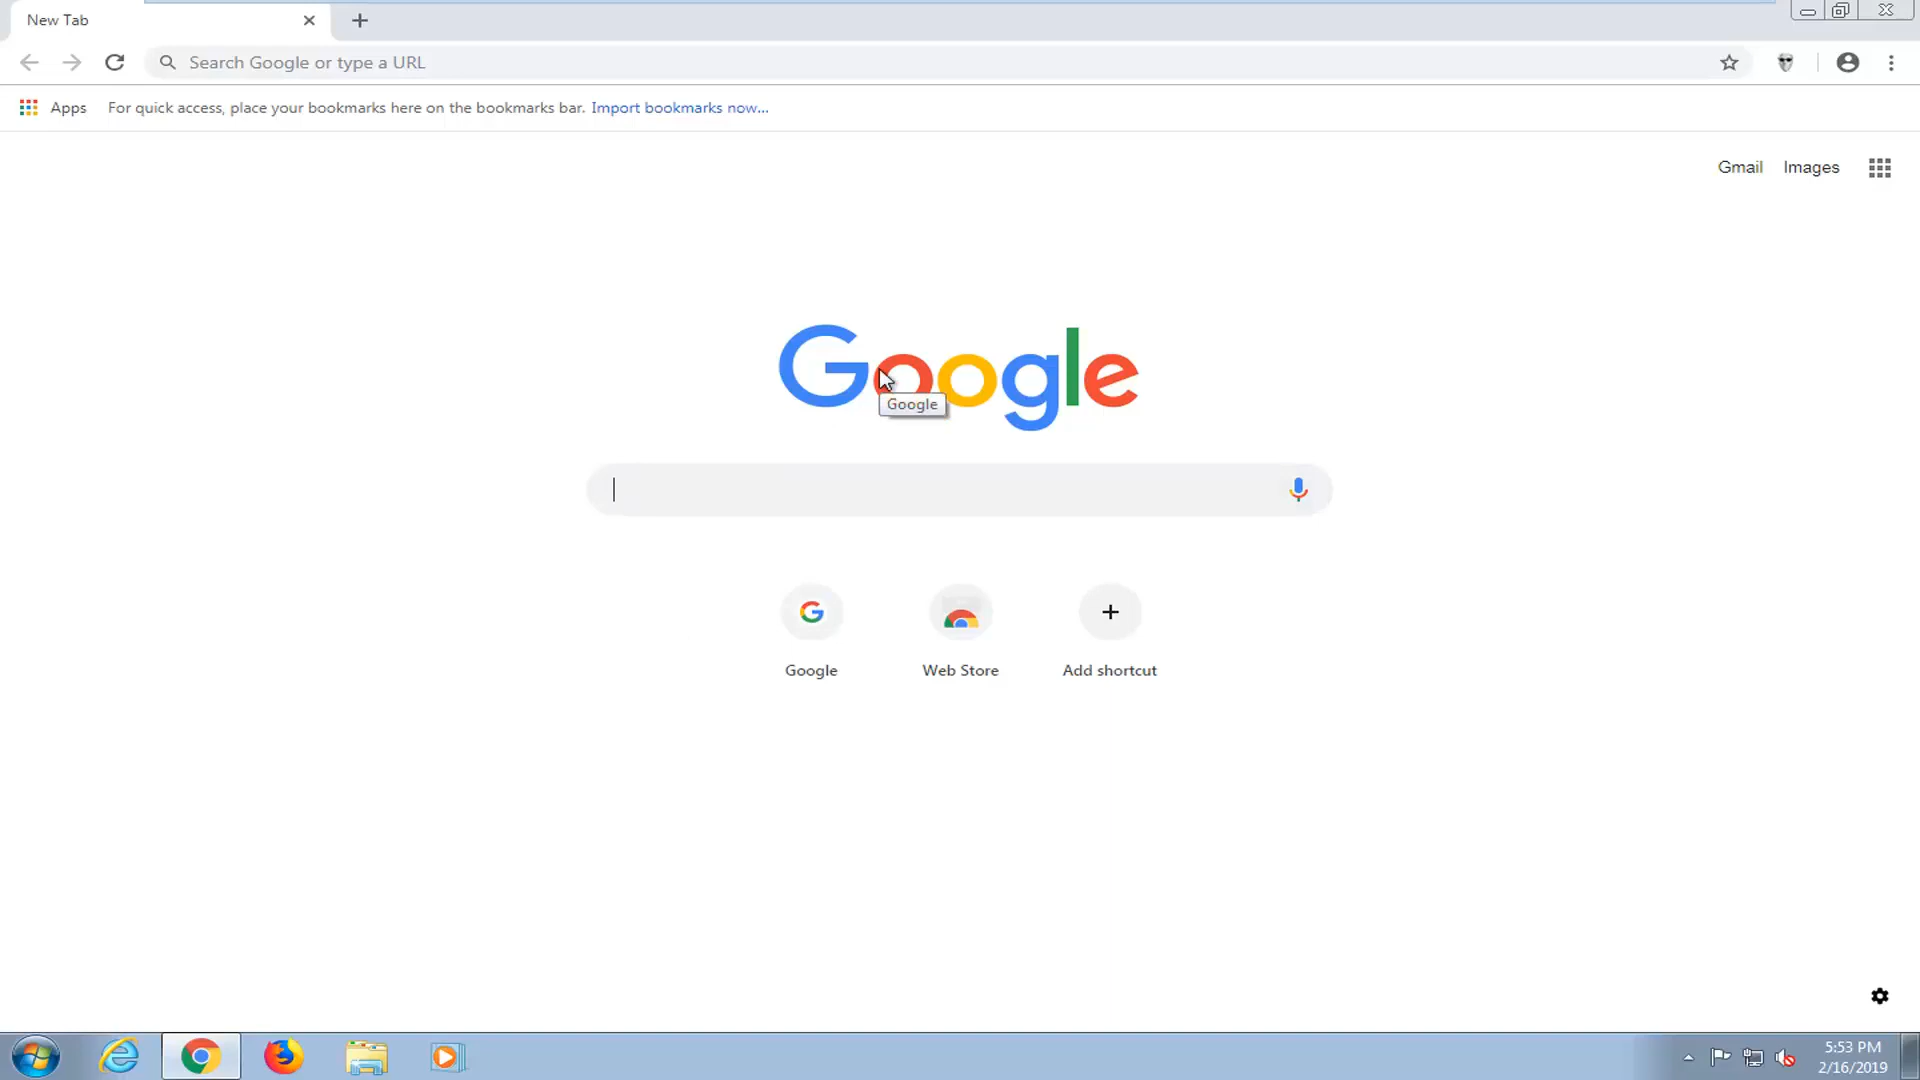 New Tab
Search Google or type a URL
Apps
For quick access, place your bookmarks here on the bookmarks bar. Import bookmarks now...
Gmail Images
Google
Google
Google Web Store Add shortcut
5:53 PM
2/16/2019